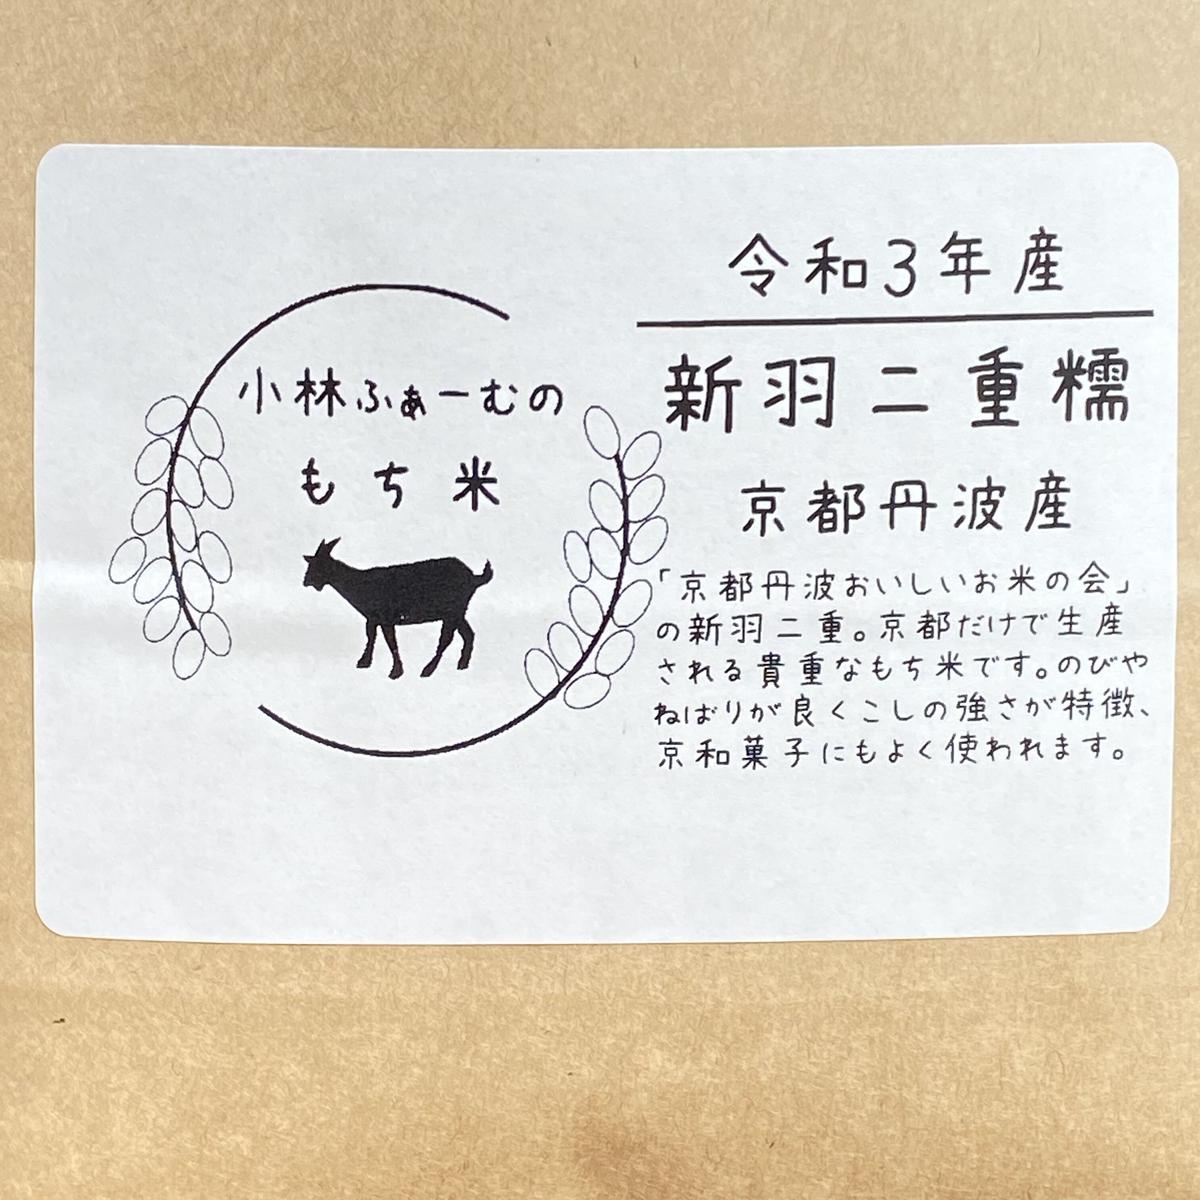 小林ふぁーむの
もち米
令和3年産
新羽二重糯
京都丹波産
「京都丹波おいしいお米の会」
の新羽二重。京都だけで生産
される貴重なもち米です。のびや
ねばりが良くこしの強さが特徴、
京和菓子にもよく使われます。